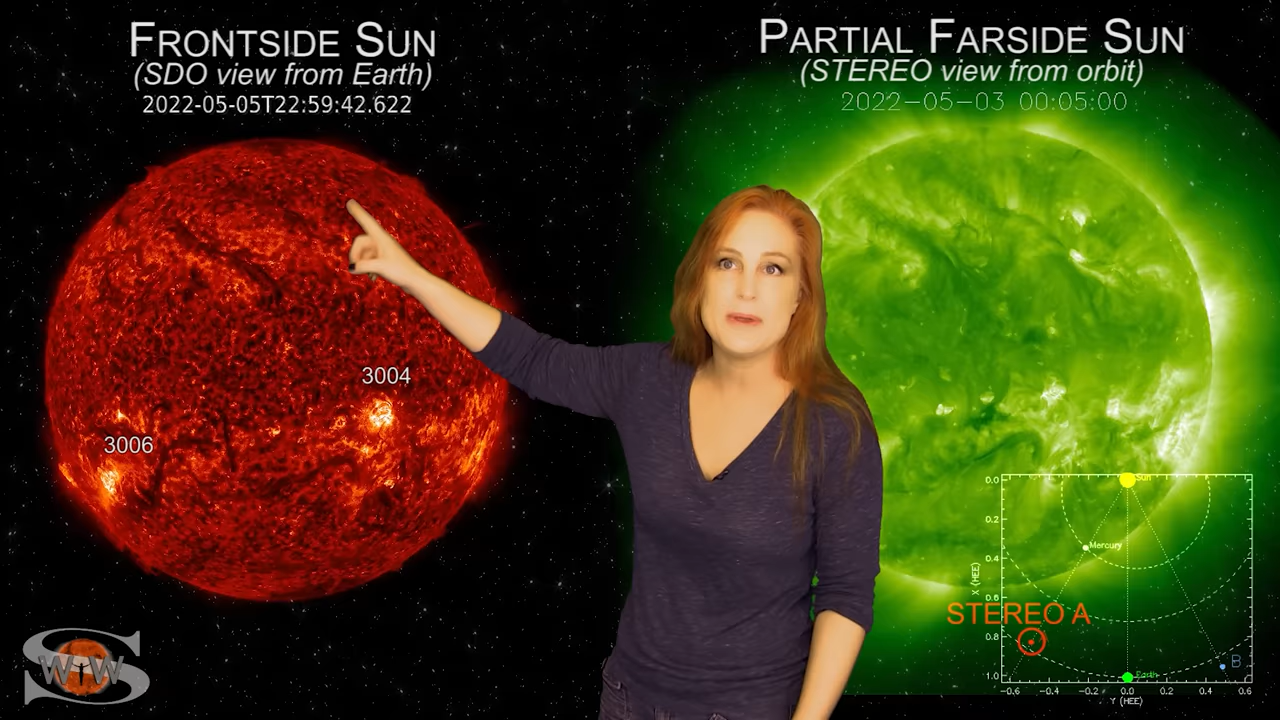 FRONTSIDE SUN
(SDO view from Earth)
2022-05-05T22:59:42.622
PARTIAL FARSIDE SUN
(STEREO view from orbit)
2022-05-03 00:05:00
3004
3006
0.0
Sun
0.2
0.4
Mercury
0.6
0.8
1.0
X (HEE)
STEREO A
B
Earth
-0.6 -0.4 -0.2 0.0 0.2 0.4 0.6
Y (HEE)
S
WTW